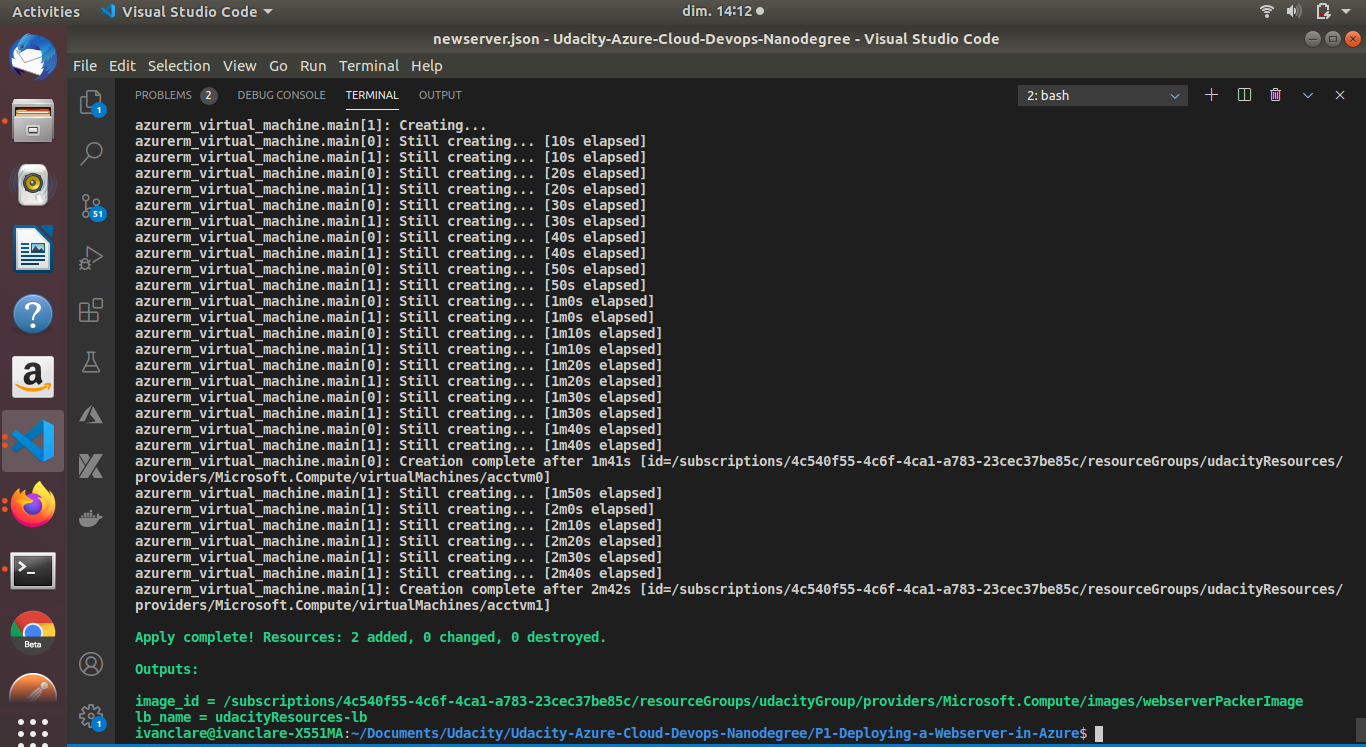 Activities
Visual Studio Code
dim. 14:12
newserver.json - Udacity-Azure-Cloud-Devops-Nanodegree - Visual Studio Code
File Edit Selection View Go Run Terminal Help
PROBLEMS 2 DEBUG CONSOLE TERMINAL OUTPUT
2: bash
azurerm_virtual_machine.main[1]: Creating...
azurerm_virtual_machine.main[0]: Still creating... [10s elapsed]
azurerm_virtual_machine.main[1]: Still creating... [10s elapsed]
azurerm_virtual_machine.main[0]: Still creating... [20s elapsed]
azurerm_virtual_machine.main[1]: Still creating... [20s elapsed]
azurerm_virtual_machine.main[0]: Still creating... [30s elapsed]
azurerm_virtual_machine.main[1]: Still creating... [30s elapsed]
azurerm_virtual_machine.main[0]: Still creating... [40s elapsed]
azurerm_virtual_machine.main[1]: Still creating... [40s elapsed]
azurerm_virtual_machine.main[0]: Still creating... [50s elapsed]
azurerm_virtual_machine.main[1]: Still creating... [50s elapsed]
azurerm_virtual_machine.main[0]: Still creating... [1m0s elapsed]
azurerm_virtual_machine.main[1]: Still creating... [1m0s elapsed]
azurerm_virtual_machine.main[0]: Still creating... [1m10s elapsed]
azurerm_virtual_machine.main[1]: Still creating... [1m10s elapsed]
azurerm_virtual_machine.main[0]: Still creating... [1m20s elapsed]
azurerm_virtual_machine.main[1]: Still creating... [1m20s elapsed]
azurerm_virtual_machine.main[0]: Still creating... [1m30s elapsed]
azurerm_virtual_machine.main[1]: Still creating... [1m30s elapsed]
azurerm_virtual_machine.main[0]: Still creating... [1m40s elapsed]
azurerm_virtual_machine.main[1]: Still creating... [1m40s elapsed]
azurerm_virtual_machine.main[0]: Creation complete after 1m41s [id=/subscriptions/4c540f55-4c6f-4ca1-a783-23cec37be85c/resourceGroups/udacityResources/
providers/Microsoft.Compute/virtualMachines/acctvm0]
azurerm_virtual_machine.main[1]: Still creating... [1m50s elapsed]
azurerm_virtual_machine.main[1]: Still creating... [2m0s elapsed]
azurerm_virtual_machine.main[1]: Still creating... [2m10s elapsed]
azurerm_virtual_machine.main[1]: Still creating... [2m20s elapsed]
azurerm_virtual_machine.main[1]: Still creating... [2m30s elapsed]
azurerm_virtual_machine.main[1]: Still creating... [2m40s elapsed]
azurerm_virtual_machine.main[1]: Creation complete after 2m42s [id=/subscriptions/4c540f55-4c6f-4ca1-a783-23cec37be85c/resourceGroups/udacityResources/
providers/Microsoft.Compute/virtualMachines/acctvm1]
Apply complete! Resources: 2 added, 0 changed, 0 destroyed.
Outputs:
image_id = /subscriptions/4c540f55-4c6f-4ca1-a783-23cec37be85c/resourceGroups/udacityGroup/providers/Microsoft.Compute/images/webserverPackerImage
lb_name = udacityResources-lb
ivanclare@ivanclare-X551MA:~/Documents/Udacity/Udacity-Azure-Cloud-Devops-Nanodegree/P1-Deploying-a-Webserver-in-Azure$
1
51
1
?
a
>_
Beta